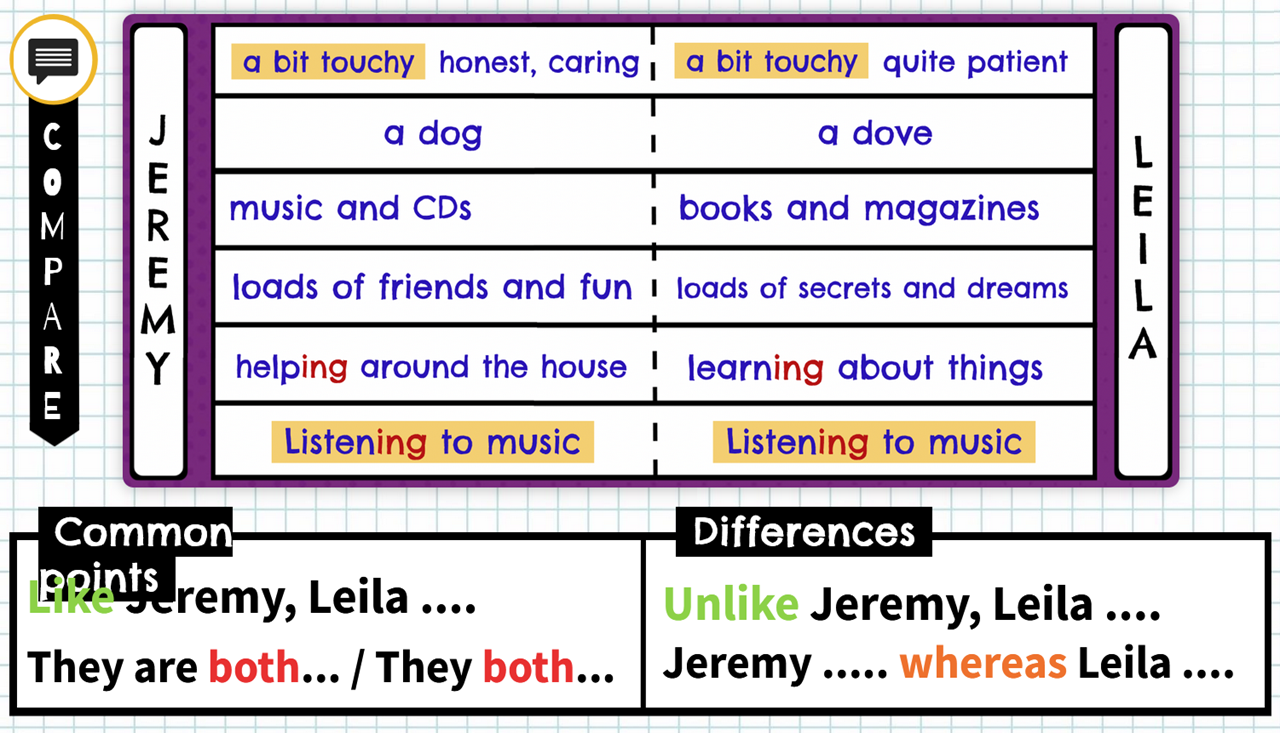 COMPARE
JEREMY
a bit touchy honest, caring
a bit touchy quite patient
a dog
a dove
music and CDs
books and magazines
loads of friends and fun
loads of secrets and dreams
helping around the house
learning about things
Listening to music
Listening to music
LEILA
Common
points
Like Jeremy, Leila ....
They are both... / They both...
Differences
Unlike Jeremy, Leila ....
Jeremy ..... whereas Leila ....